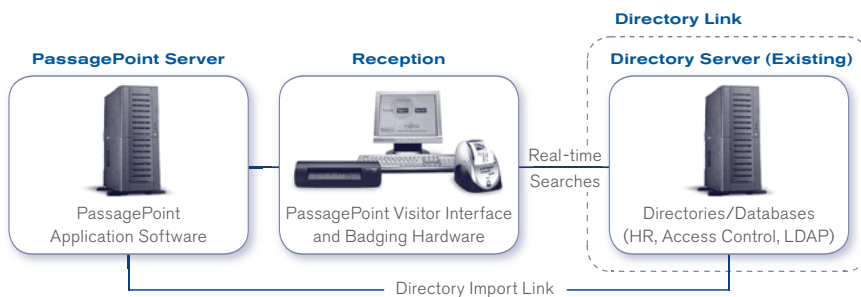 Directory Link
PassagePoint Server
Reception
Directory Server (Existing)
Real-time
Searches
PassagePoint
Application Software
PassagePoint Visitor Interface
and Badging Hardware
Directories/Databases
(HR, Access Control, LDAP)
Directory Import Link